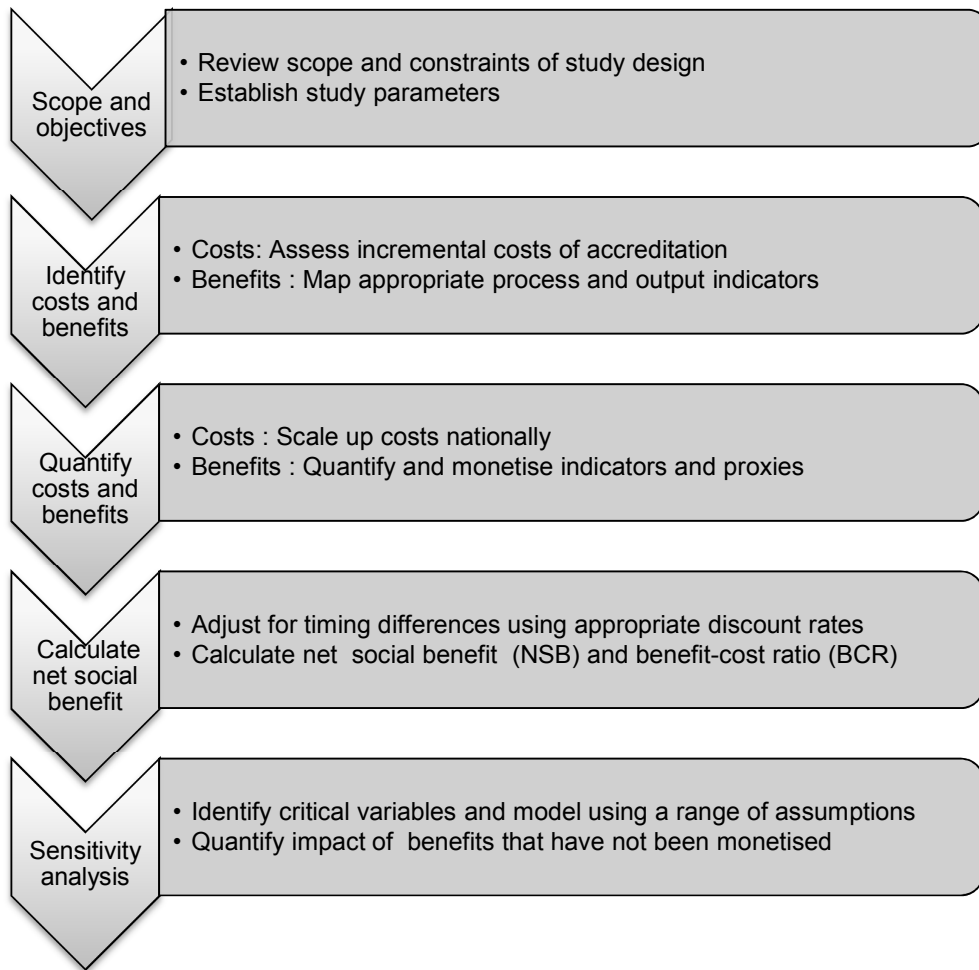 Scope and
objectives
• Review scope and constraints of study design
• Establish study parameters
Identify
costs and
benefits
• Costs: Assess incremental costs of accreditation
• Benefits : Map appropriate process and output indicators
Quantify
costs and
benefits
• Costs : Scale up costs nationally
• Benefits : Quantify and monetise indicators and proxies
Calculate
net social
benefit
• Adjust for timing differences using appropriate discount rates
• Calculate net social benefit (NSB) and benefit-cost ratio (BCR)
Sensitivity
analysis
• Identify critical variables and model using a range of assumptions
• Quantify impact of benefits that have not been monetised